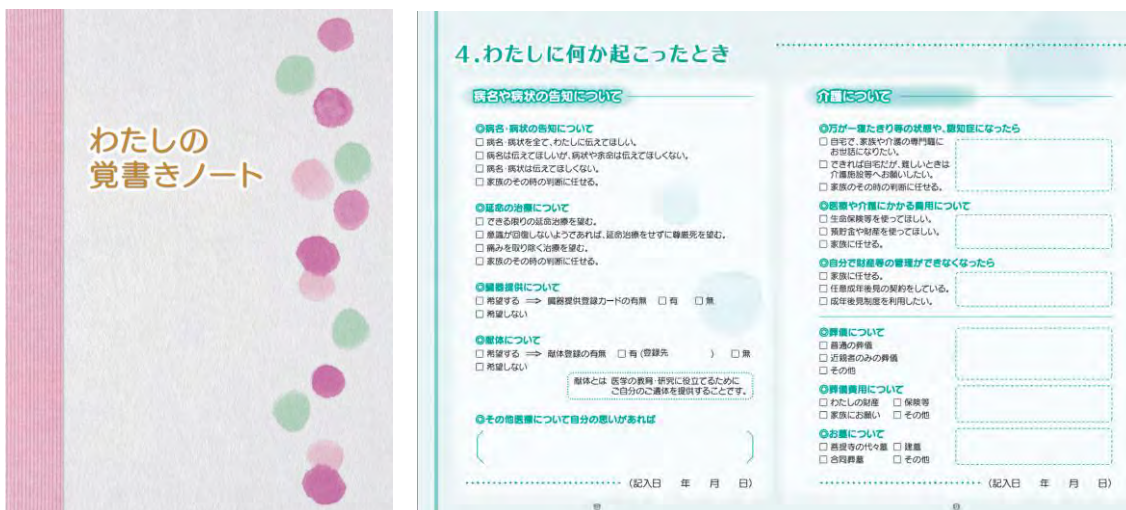 わたしの
覚書きノート
4.わたしに何か起こったとき
病名や病状の告知について
◎病名・病状の告知について
□ 病名・病状を全て、わたしに伝えてほしい。
□ 病名は伝えてほしいが、病状や余命は伝えてほしくない。
□ 病名・病状は伝えてほしくない。
□ 家族のその時の判断に任せる。
◎延命の治療について
□ できる限りの延命治療を望む。
□ 意識が回復しないようであれば、延命治療をせずに尊厳死を望む。
□ 痛みを取り除く治療を望む。
□ 家族のその時の判断に任せる。
◎臓器提供について
□ 希望する ⇒ 臓器提供登録カードの有無 □ 有 □ 無
□ 希望しない
◎献体について
□ 希望する ⇒ 献体登録の有無 □ 有 (登録先 ) □ 無
□ 希望しない
献体とは 医学の教育・研究に役立てるために
ご自分のご遺体を提供することです。
◎その他医療について自分の思いがあれば
(記入日 年 月 日)
介護について
◎万が一寝たきり等の状態や、認知症になったら
□ 自宅で、家族や介護の専門職に
お世話になりたい。
□ できれば自宅だが、難しいときは
介護施設等へお願いしたい。
□ 家族のその時の判断に任せる。
◎医療や介護にかかる費用について
□ 生命保険等を使ってほしい。
□ 預貯金や財産を使ってほしい。
□ 家族に任せる。
◎自分で財産等の管理ができなくなったら
□ 家族に任せる。
□ 任意成年後見の契約をしている。
□ 成年後見制度を利用したい。
◎葬儀について
□ 普通の葬儀
□ 近親者のみの葬儀
□ その他
◎葬儀費用について
□ わたしの財産 □ 保険等
□ 家族にお願い □ その他
◎お墓について
□ 菩提寺の代々墓 □ 建墓
□ 合同葬墓 □ その他
(記入日 年 月 日)